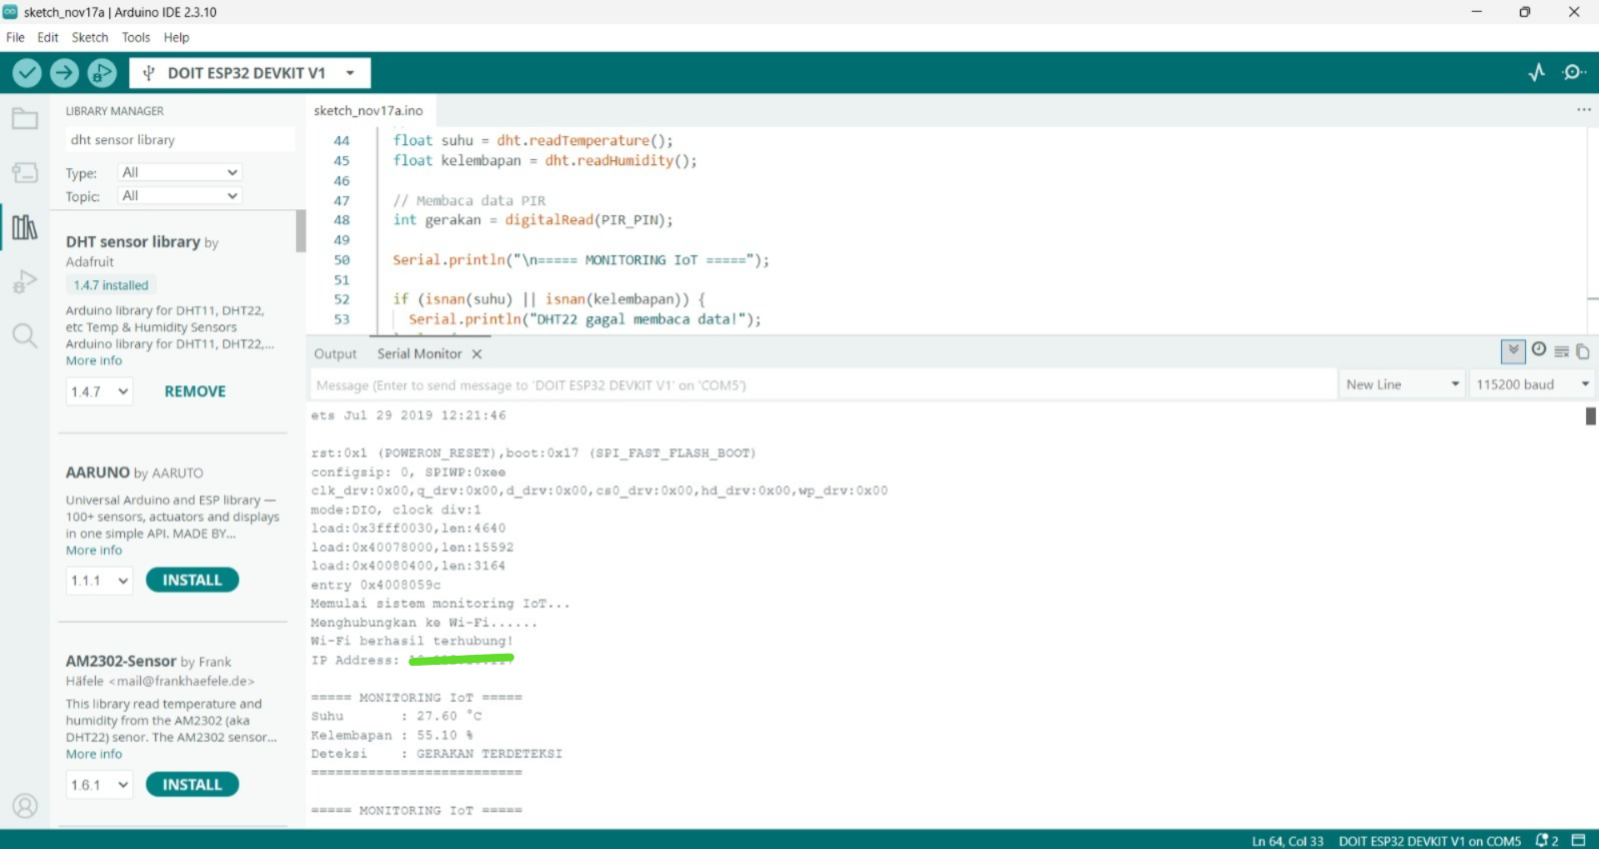 sketch_nov17a | Arduino IDE 2.3.10
File Edit Sketch Tools Help
DOIT ESP32 DEVKIT V1
LIBRARY MANAGER
dht sensor library
Type: All
Topic: All
DHT sensor library by
Adafruit
1.4.7 installed
Arduino library for DHT11, DHT22,
etc Temp & Humidity Sensors
Arduino library for DHT11, DHT22,...
More info
1.4.7 REMOVE
AARUNO by AARUTO
Universal Arduino and ESP library —
100+ sensors, actuators and displays
in one simple API. MADE BY...
More info
1.1.1 INSTALL
AM2302-Sensor by Frank
Häfele <mail@frankhaefele.de>
This library read temperature and
humidity from the AM2302 (aka
DHT22) senor. The AM2302 sensor...
More info
1.6.1 INSTALL
sketch_nov17a.ino
44 float suhu = dht.readTemperature();
45 float kelembapan = dht.readHumidity();
46
47 // Membaca data PIR
48 int gerakan = digitalRead(PIR_PIN);
49
50 Serial.println("\n===== MONITORING IoT =====");
51
52 if (isnan(suhu) || isnan(kelembapan)) {
53 Serial.println("DHT22 gagal membaca data!");
Output Serial Monitor
Message (Enter to send message to 'DOIT ESP32 DEVKIT V1' on 'COM5')
New Line 115200 baud
ets Jul 29 2019 12:21:46
rst:0x1 (POWERON_RESET),boot:0x17 (SPI_FAST_FLASH_BOOT)
configsip: 0, SPIWP:0xee
clk_drv:0x00,q_drv:0x00,d_drv:0x00,cs0_drv:0x00,hd_drv:0x00,wp_drv:0x00
mode:DIO, clock div:1
load:0x3fff0030,len:4640
load:0x40078000,len:15592
load:0x40080400,len:3164
entry 0x4008059c
Memulai sistem monitoring IoT...
Menghubungkan ke Wi-Fi......
Wi-Fi berhasil terhubung!
IP Address:
===== MONITORING IoT =====
Suhu : 27.60 °C
Kelembapan : 55.10 %
Deteksi : GERAKAN TERDETEKSI
==========================
===== MONITORING IoT =====
Ln 64, Col 33 DOIT ESP32 DEVKIT V1 on COM5 2